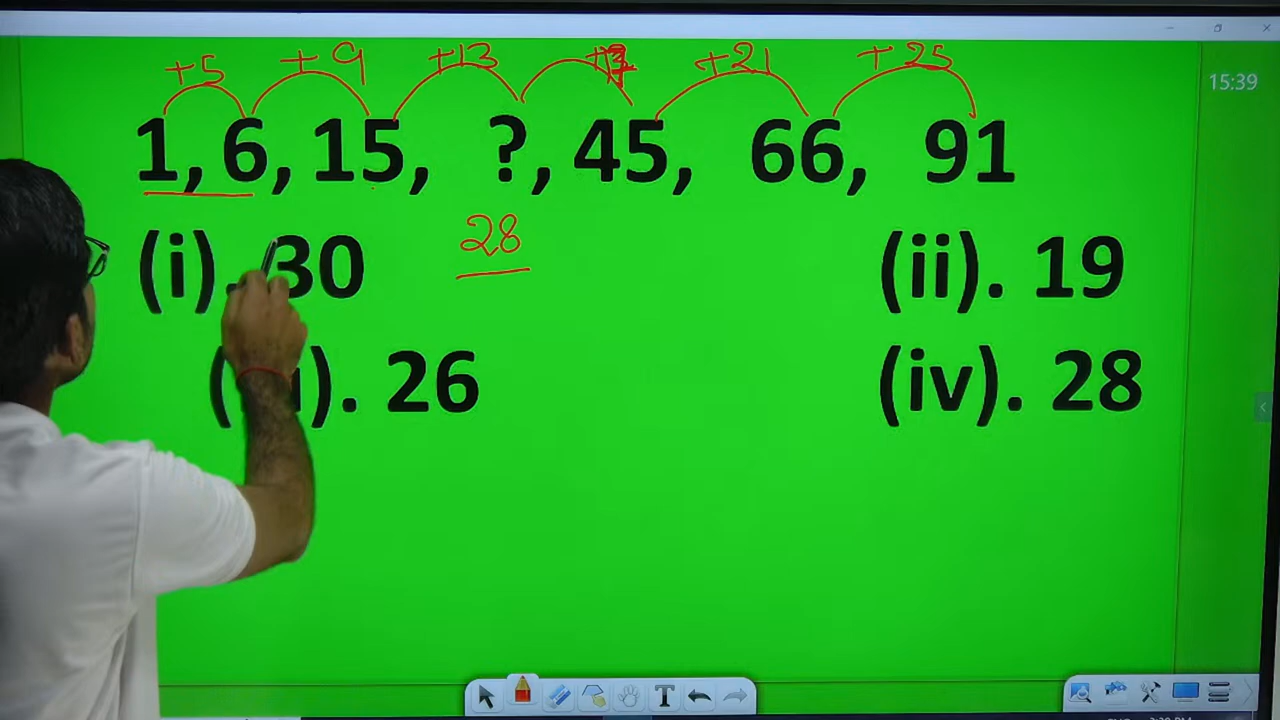 +5 +9 +13 +21 +25
15:39
1, 6, 15, ?, 45, 66, 91
28
(i). 30 (ii). 19
26 (iv). 28